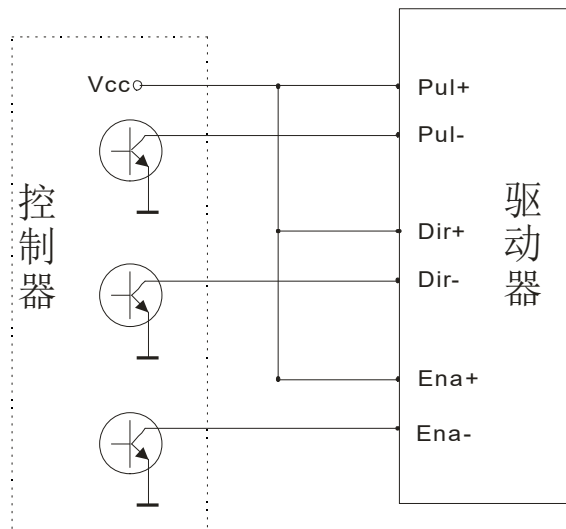 Vcc
Pul+
Pul-
控制器
驱动器
Dir+
Dir-
Ena+
Ena-